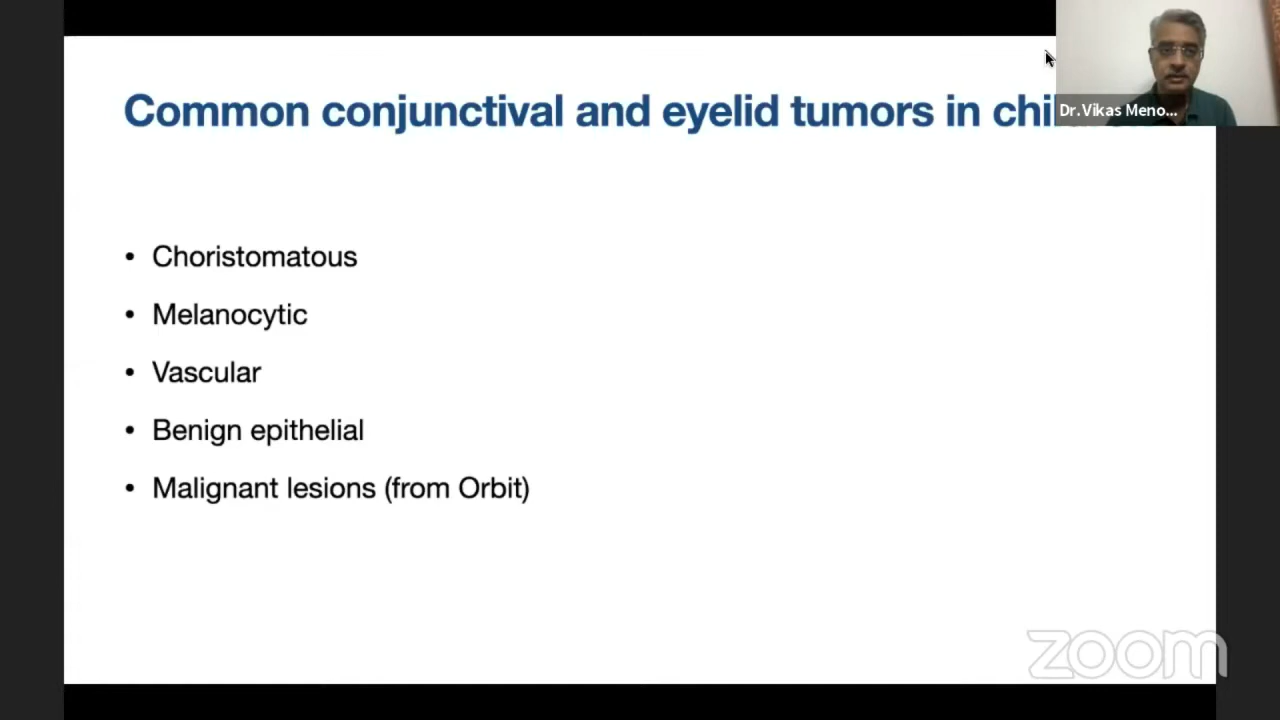 Common conjunctival and eyelid tumors in
Dr.Vikas Meno...
• Choristomatous
• Melanocytic
• Vascular
• Benign epithelial
• Malignant lesions (from Orbit)
zoom